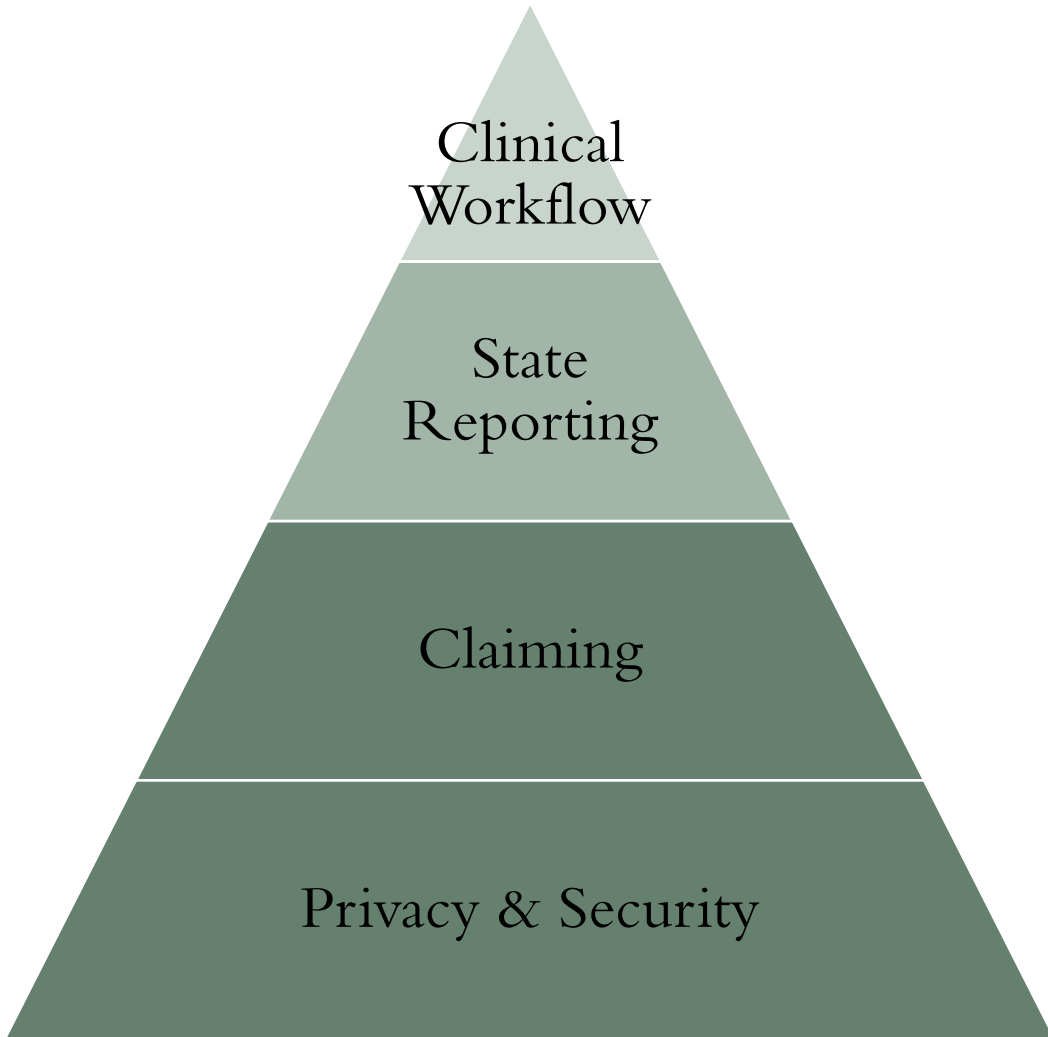 Clinical
Workflow
State
Reporting
Claiming
Privacy & Security